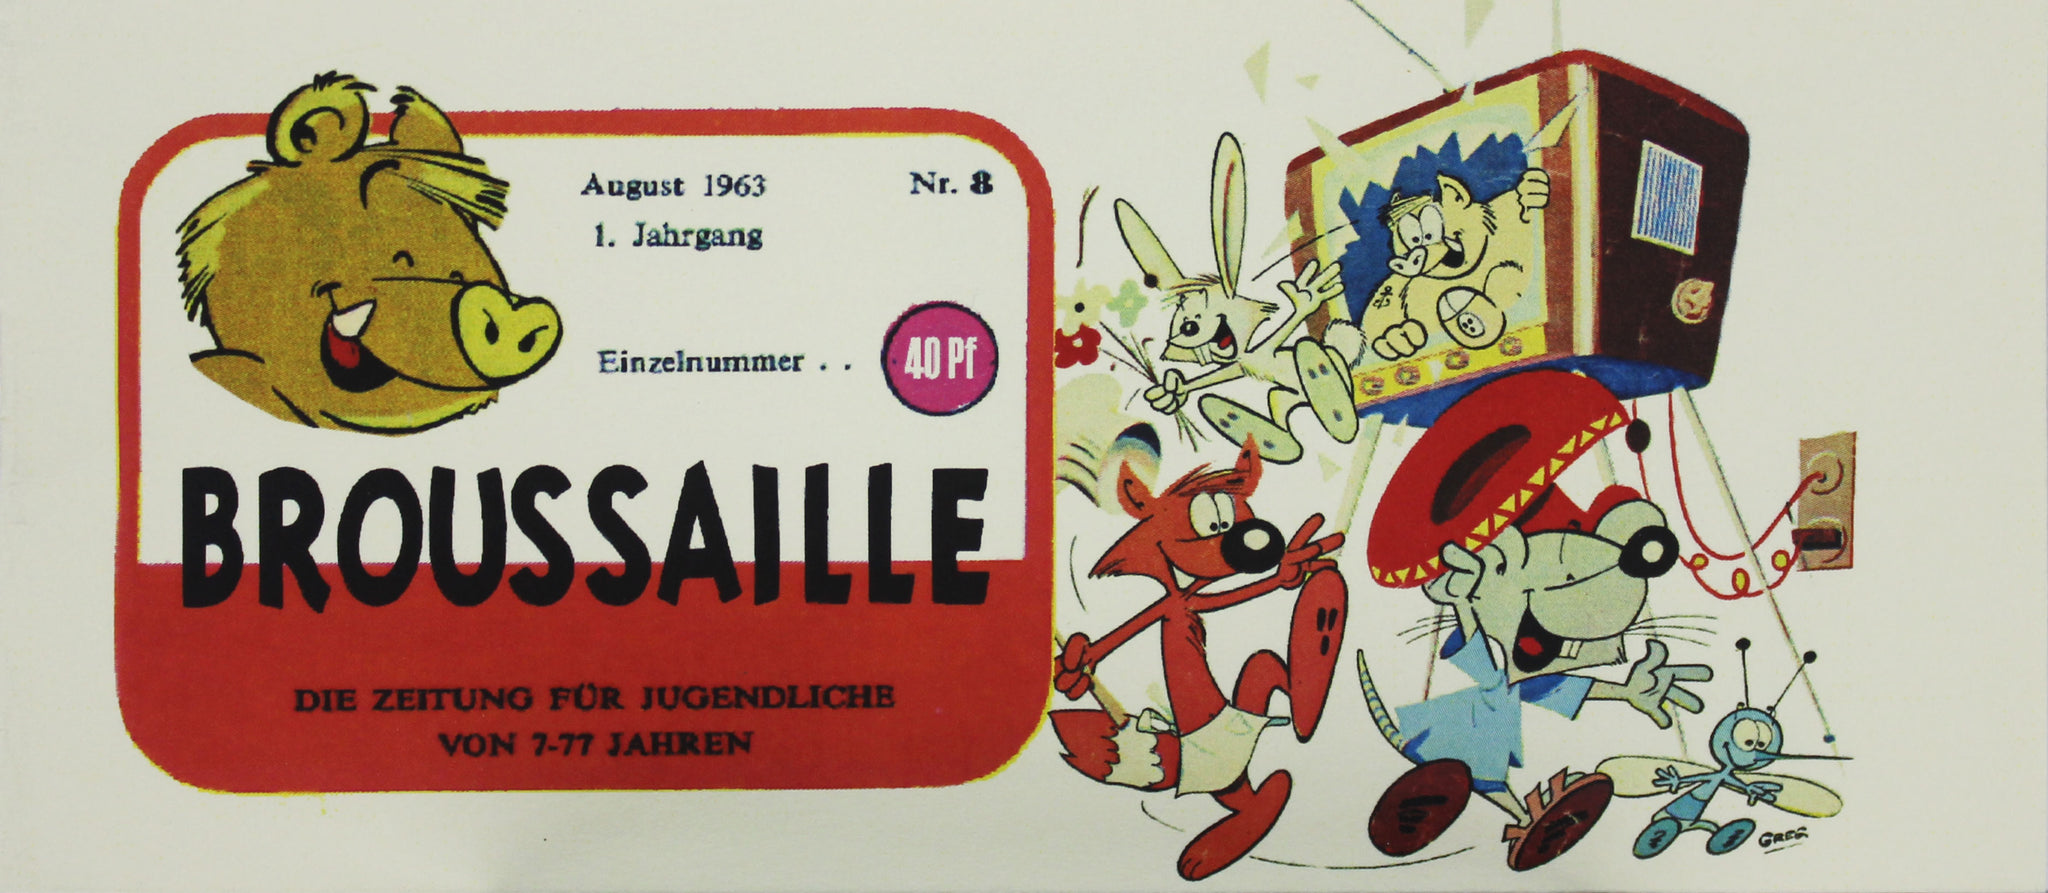 August 1963
Nr. 8
1. Jahrgang
Einzelnummer . .
40 Pf
BROUSSAILLE
DIE ZEITUNG FÜR JUGENDLICHE
VON 7-77 JAHREN
GREG